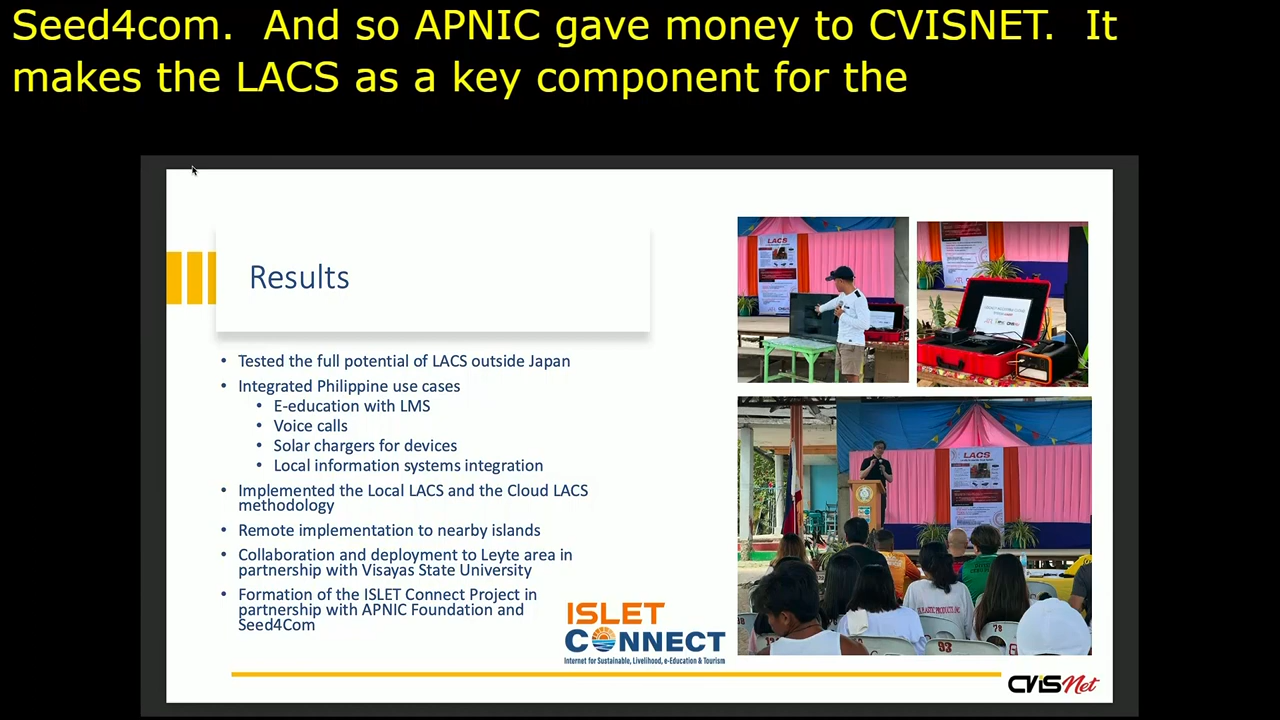 Seed4com.  And so APNIC gave money to CVISNET.  It
makes the LACS as a key component for the
Results
• Tested the full potential of LACS outside Japan
• Integrated Philippine use cases
• E-education with LMS
• Voice calls
• Solar chargers for devices
• Local information systems integration
• Implemented the Local LACS and the Cloud LACS
methodology
• Remote implementation to nearby islands
• Collaboration and deployment to Leyte area in
partnership with Visayas State University
• Formation of the ISLET Connect Project in
partnership with APNIC Foundation and
Seed4Com
ISLET
CONNECT
Internet for Sustainable, Livelihood, e-Education & Tourism
LACS
LACS
93
CViSNet